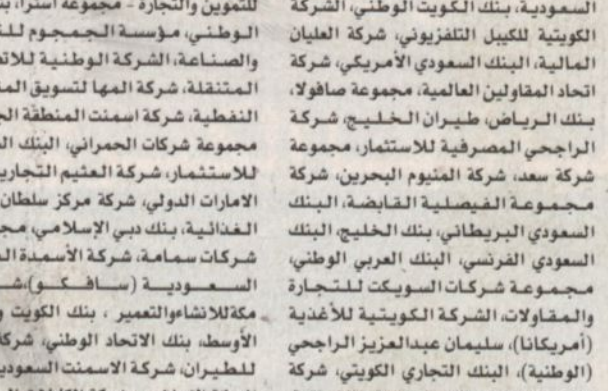 السعودية، بنك الكويت الوطني، الشركة
الكويتية للكيبل التلفزيوني، شركة العليان
المالية، البنك السعودي الأمريكي، شركة
اتحاد المقاولين العالمية، مجموعة صافولا،
بنك الرياض، طيران الخليج، شركة
الراجحي المصرفية للاستثمار، مجموعة
شركة سعد، شركة المنيوم البحرين، شركة
مجموعة الفيصلية القابضة، البنك
السعودي البريطاني، بنك الخليج، البنك
السعودي الفرنسي، البنك العربي الوطني،
مجموعة شركات السويكت للتجارة
والمقاولات، الشركة الكويتية للأغذية
(أمريكانا)، سليمان عبدالعزيز الراجحي
(الوطنية)، البنك التجاري الكويتي، شركة
للتموين والتجارة - مجموعة استرا،
الوطني، مؤسسة الجمجوم
والصناعة، الشركة الوطنية
المتنقلة، شركة المها لتسويق
النفطية، شركة اسمنت المنطقة
مجموعة شركات الحمراني، البنك
للاستثمار، شركة العثيم
الامارات الدولي، شركة مركز سلطان
الغذائية، بنك دبي الإسلامي،
شركات سمامة، شركة الأسمدة
السعودية (سافكو)،
مكة للانشاء والتعمير ، بنك الكويت
الأوسط، بنك الاتحاد الوطني، شركة
للطيران، شركة الاسمنت